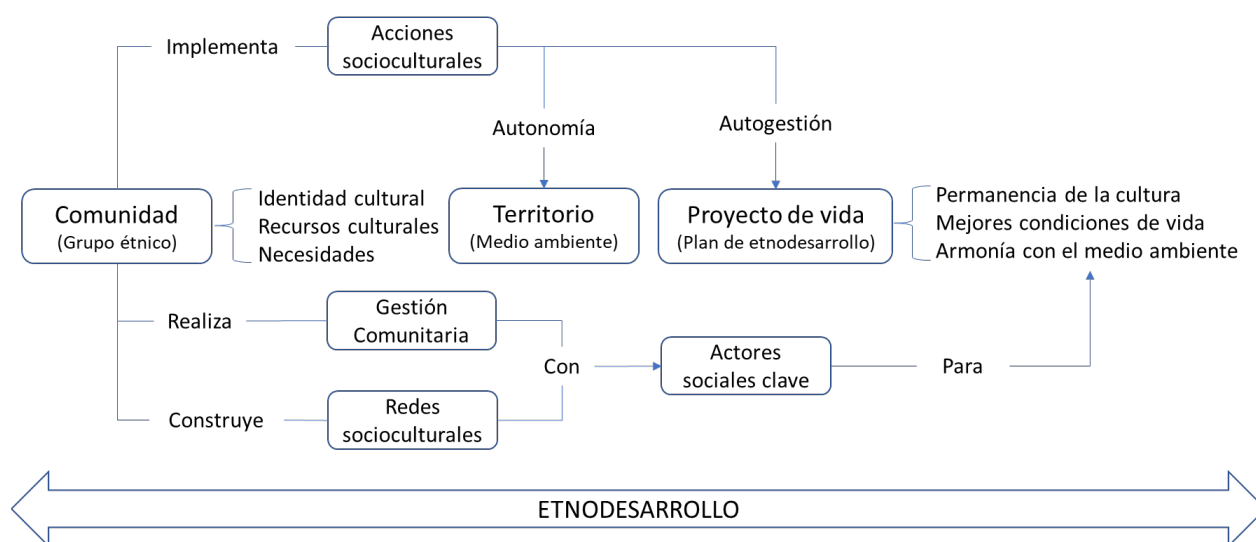 Implementa
Acciones
socioculturales
Autonomía
Autogestión
Comunidad
(Grupo étnico)
Identidad cultural
Recursos culturales
Necesidades
Territorio
(Medio ambiente)
Proyecto de vida
(Plan de etnodesarrollo)
Permanencia de la cultura
Mejores condiciones de vida
Armonía con el medio ambiente
Realiza
Gestión
Comunitaria
Con
Actores
sociales clave
Para
Construye
Redes
socioculturales
ETNODESARROLLO